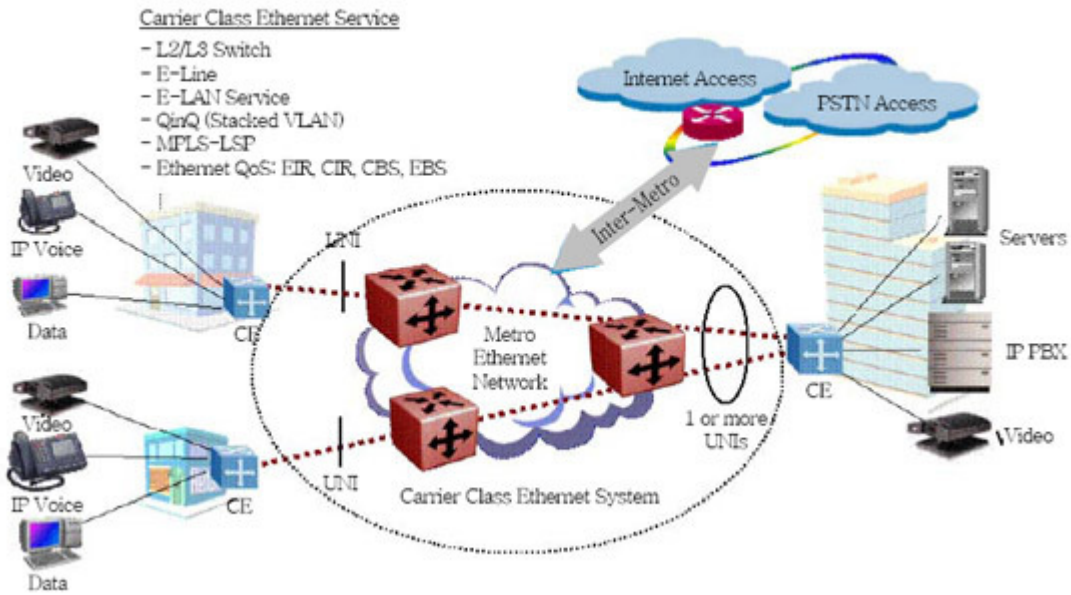 Carrier Class Ethernet Service
- L2/L3 Switch
- E-Line
- E-LAN Service
- QinQ (Stacked VLAN)
- MPLS-LSP
- Ethernet QoS: EIR, CIR, CBS, EBS
Internet Access
PSTN Access
Inter-Metro
Video
IP Voice
Data
CE
UNI
Metro
Ethernet
Network
1 or more
UNIs
Servers
IP PBX
CE
Video
Video
IP Voice
Data
CE
UNI
Carrier Class Ethernet System